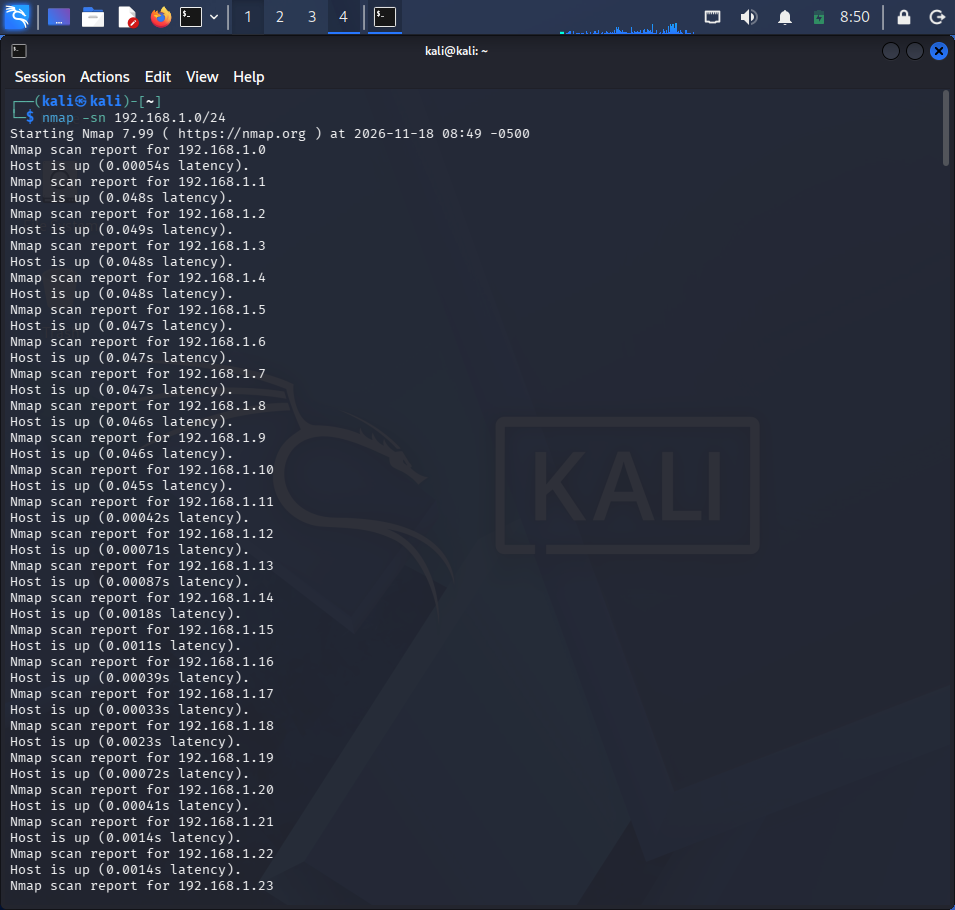 1 2 3 4 8:50
kali@kali: ~
Session Actions Edit View Help
┌──(kali㉿kali)-[~]
└─$ nmap -sn 192.168.1.0/24
Starting Nmap 7.99 ( https://nmap.org ) at 2026-11-18 08:49 -0500
Nmap scan report for 192.168.1.0
Host is up (0.00054s latency).
Nmap scan report for 192.168.1.1
Host is up (0.048s latency).
Nmap scan report for 192.168.1.2
Host is up (0.049s latency).
Nmap scan report for 192.168.1.3
Host is up (0.048s latency).
Nmap scan report for 192.168.1.4
Host is up (0.048s latency).
Nmap scan report for 192.168.1.5
Host is up (0.047s latency).
Nmap scan report for 192.168.1.6
Host is up (0.047s latency).
Nmap scan report for 192.168.1.7
Host is up (0.047s latency).
Nmap scan report for 192.168.1.8
Host is up (0.046s latency).
Nmap scan report for 192.168.1.9
Host is up (0.046s latency).
Nmap scan report for 192.168.1.10
Host is up (0.045s latency).
Nmap scan report for 192.168.1.11
Host is up (0.00042s latency).
Nmap scan report for 192.168.1.12
Host is up (0.00071s latency).
Nmap scan report for 192.168.1.13
Host is up (0.00087s latency).
Nmap scan report for 192.168.1.14
Host is up (0.0018s latency).
Nmap scan report for 192.168.1.15
Host is up (0.0011s latency).
Nmap scan report for 192.168.1.16
Host is up (0.00039s latency).
Nmap scan report for 192.168.1.17
Host is up (0.00033s latency).
Nmap scan report for 192.168.1.18
Host is up (0.0023s latency).
Nmap scan report for 192.168.1.19
Host is up (0.00072s latency).
Nmap scan report for 192.168.1.20
Host is up (0.00041s latency).
Nmap scan report for 192.168.1.21
Host is up (0.0014s latency).
Nmap scan report for 192.168.1.22
Host is up (0.0014s latency).
Nmap scan report for 192.168.1.23
KALI